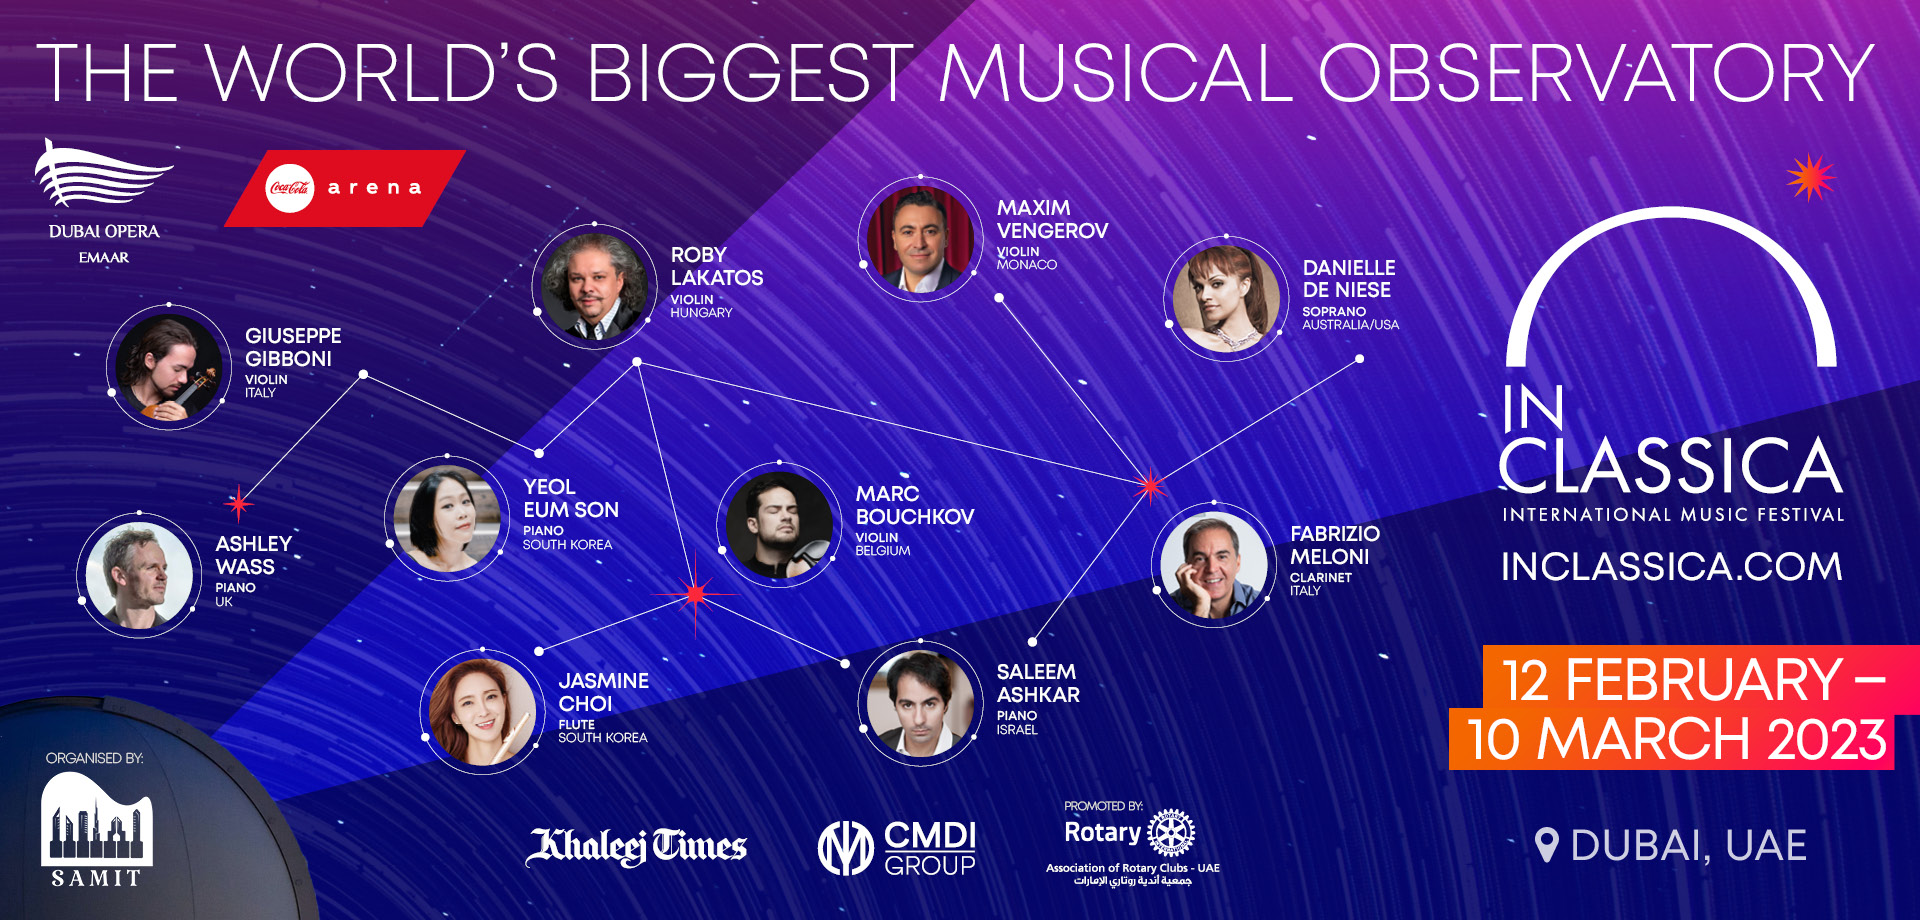 THE WORLD'S BIGGEST MUSICAL OBSERVATORY
DUBAI OPERA
EMAAR
Coca-Cola arena
GIUSEPPE
GIBBONI
VIOLIN
ITALY
ROBY
LAKATOS
VIOLIN
HUNGARY
MAXIM
VENGEROV
VIOLIN
MONACO
DANIELLE
DE NIESE
SOPRANO
AUSTRALIA/USA
ASHLEY
WASS
PIANO
UK
YEOL
EUM SON
PIANO
SOUTH KOREA
MARC
BOUCHKOV
VIOLIN
BELGIUM
FABRIZIO
MELONI
CLARINET
ITALY
JASMINE
CHOI
FLUTE
SOUTH KOREA
SALEEM
ASHKAR
PIANO
ISRAEL
IN
CLASSICA
INTERNATIONAL MUSIC FESTIVAL
INCLASSICA.COM
12 FEBRUARY –
10 MARCH 2023
DUBAI, UAE
ORGANISED BY:
SAMIT
Khaleej Times
CMDI
GROUP
PROMOTED BY:
Rotary
Association of Rotary Clubs - UAE
جمعية أندية روتاري الإمارات